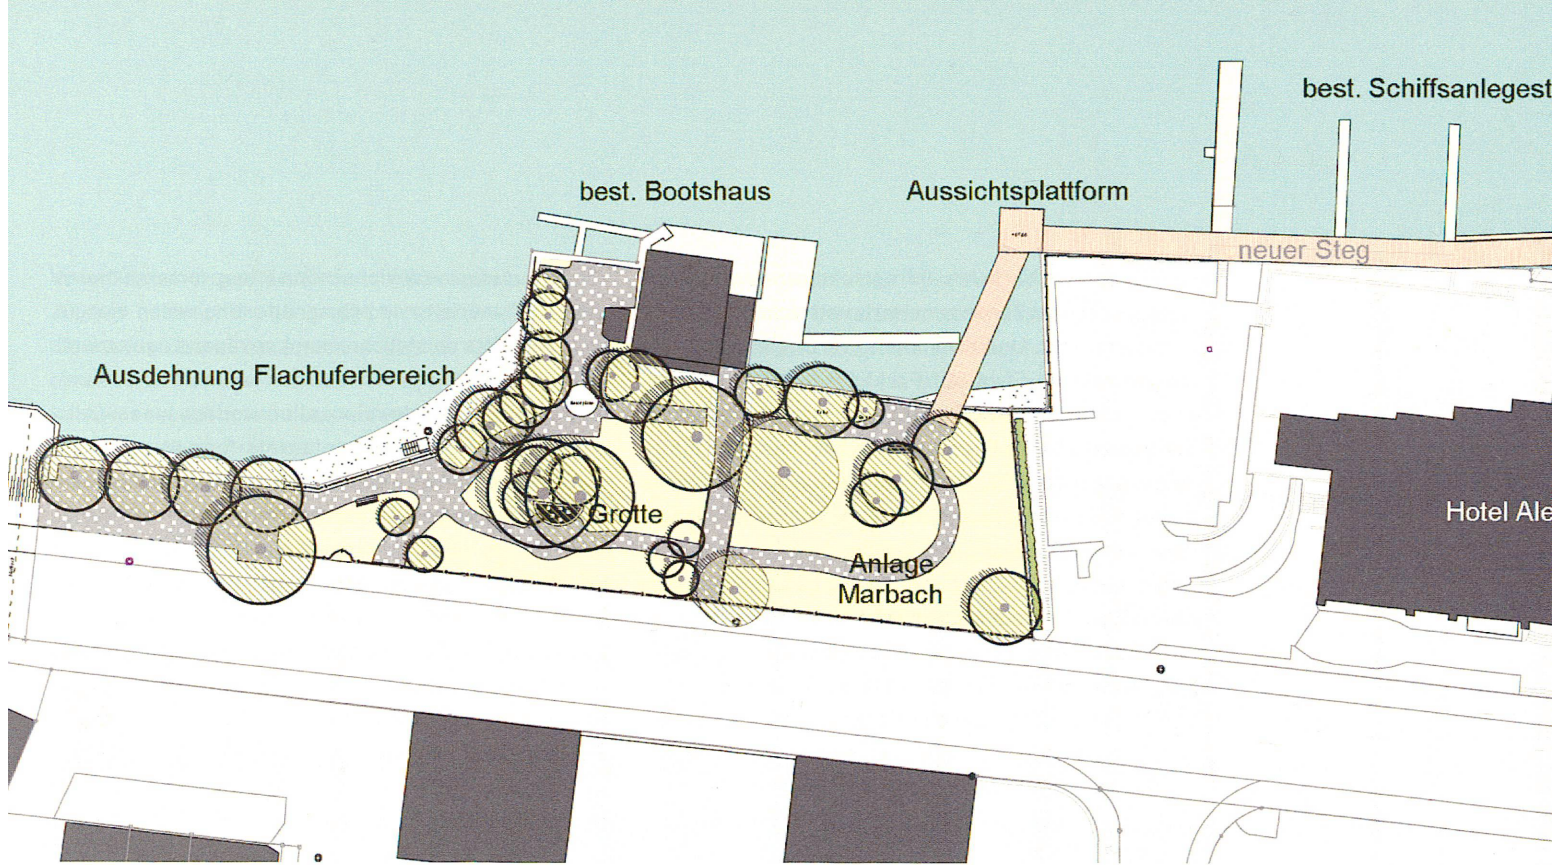 best. Schiffsanlegest
best. Bootshaus
Aussichtsplattform
neuer Steg
Ausdehnung Flachuferbereich
Grotte
Hotel Ale
Anlage
Marbach